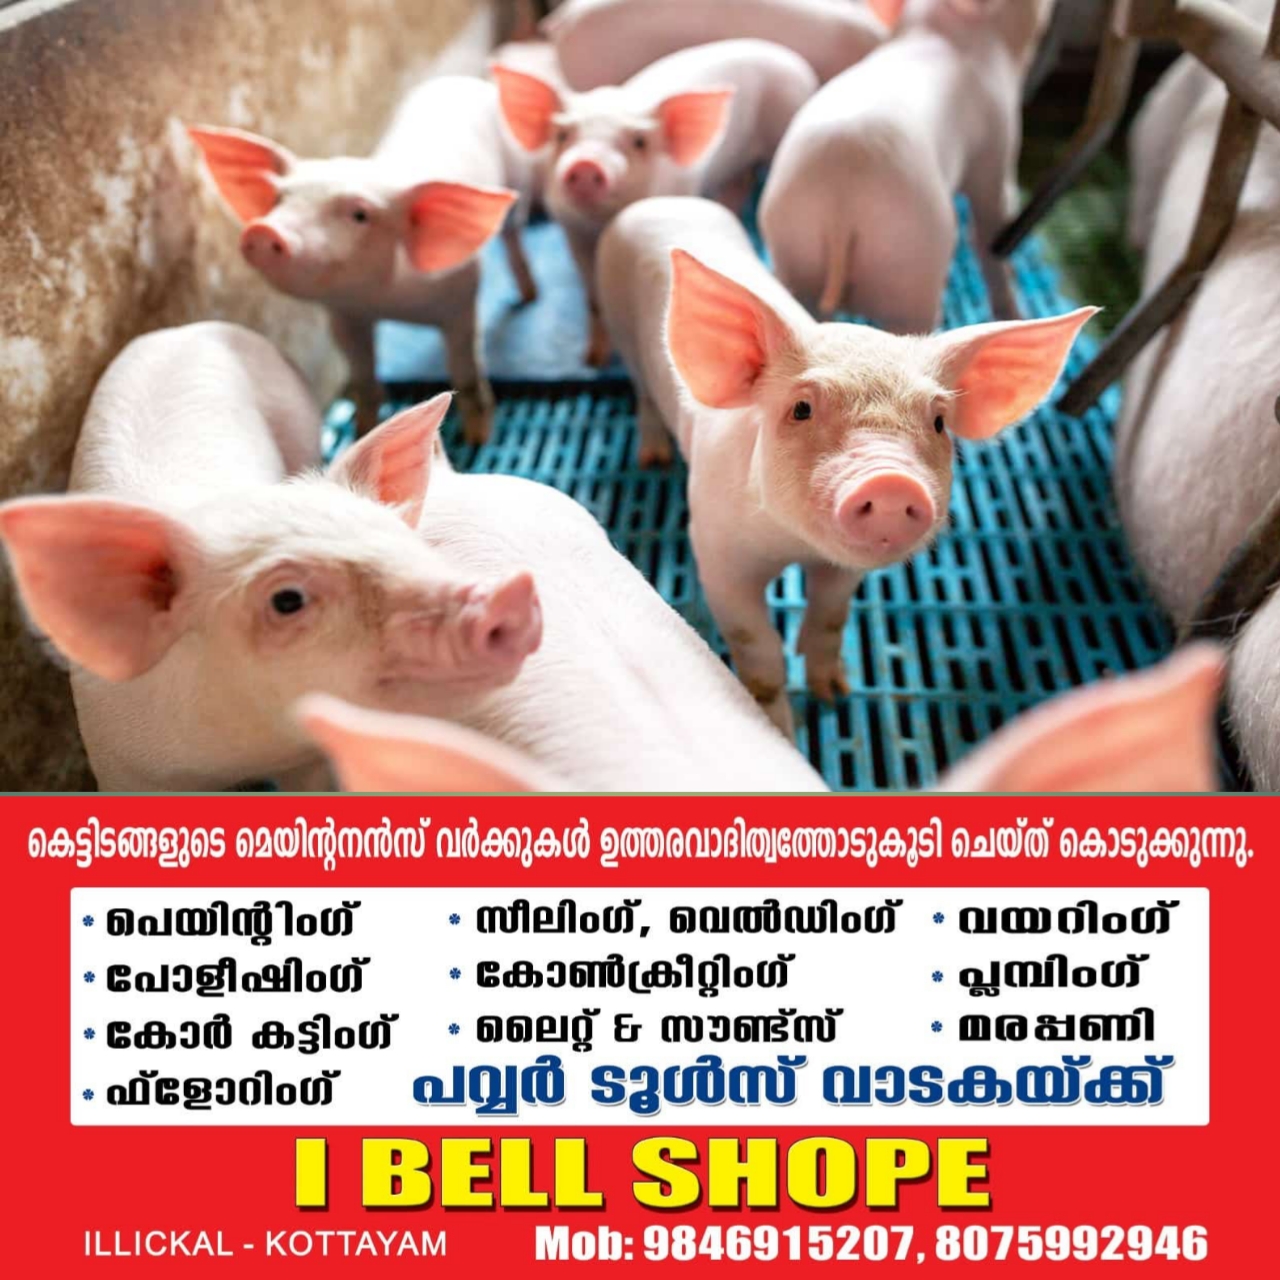 കെട്ടിടങ്ങളുടെ മെയിന്റനൻസ് വർക്കുകൾ ഉത്തരവാദിത്വത്തോടുകൂടി ചെയ്ത് കൊടുക്കുന്നു.
* പെയിന്റിംഗ് * സീലിംഗ്, വെൽഡിംഗ് * വയറിംഗ്
* പോളീഷിംഗ് * കോൺക്രീറ്റിംഗ് * പ്ലമ്പിംഗ്
* കോർ കട്ടിംഗ് * ലൈറ്റ് & സൗണ്ട്സ് * മരപ്പണി
* ഫ്ളോറിംഗ് പവ്വർ ടൂൾസ് വാടകയ്ക്ക്
I BELL SHOPE
ILLICKAL - KOTTAYAM Mob: 9846915207, 8075992946